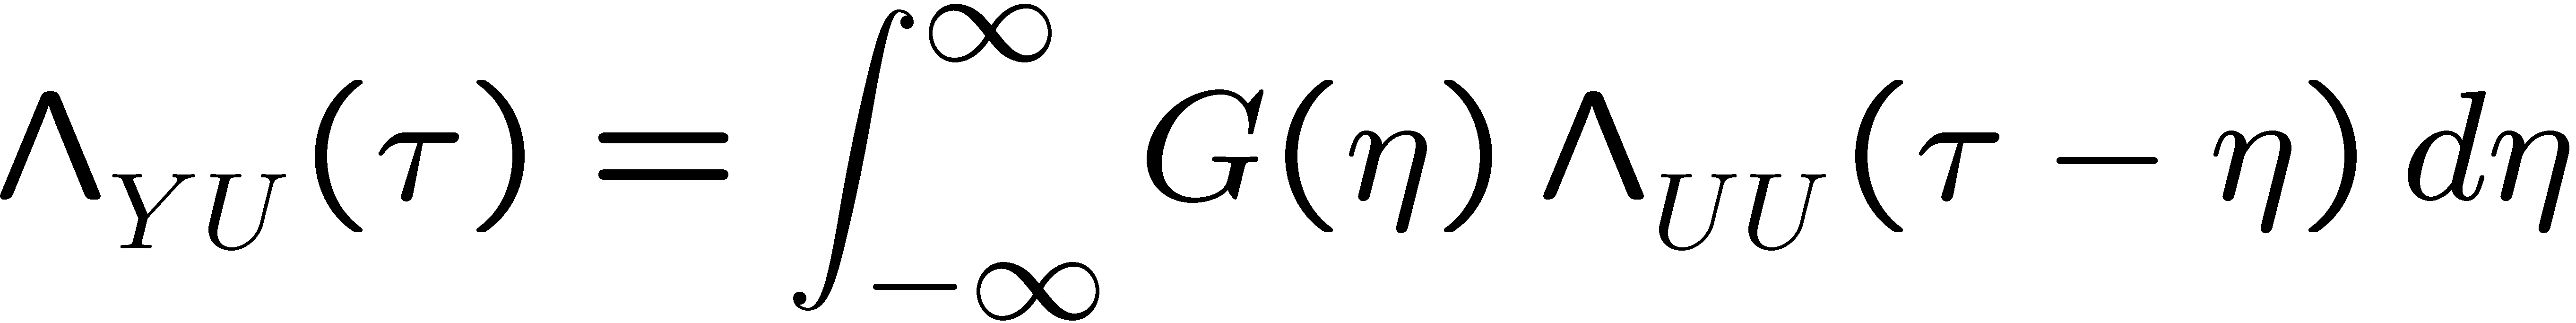 Λ_{YU}(τ) = ∫_{-∞}^{∞} G(η) Λ_{UU}(τ − η) dη